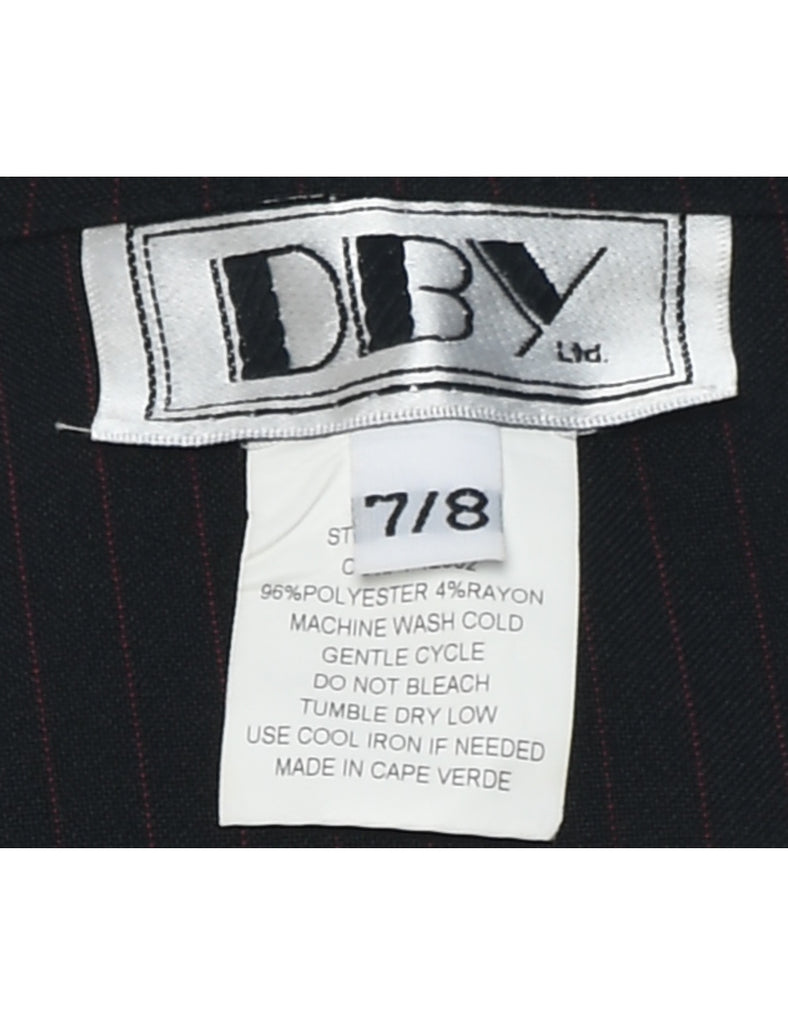 DBY
Ltd.
7/8
96%POLYESTER 4%RAYON
MACHINE WASH COLD
GENTLE CYCLE
DO NOT BLEACH
TUMBLE DRY LOW
USE COOL IRON IF NEEDED
MADE IN CAPE VERDE